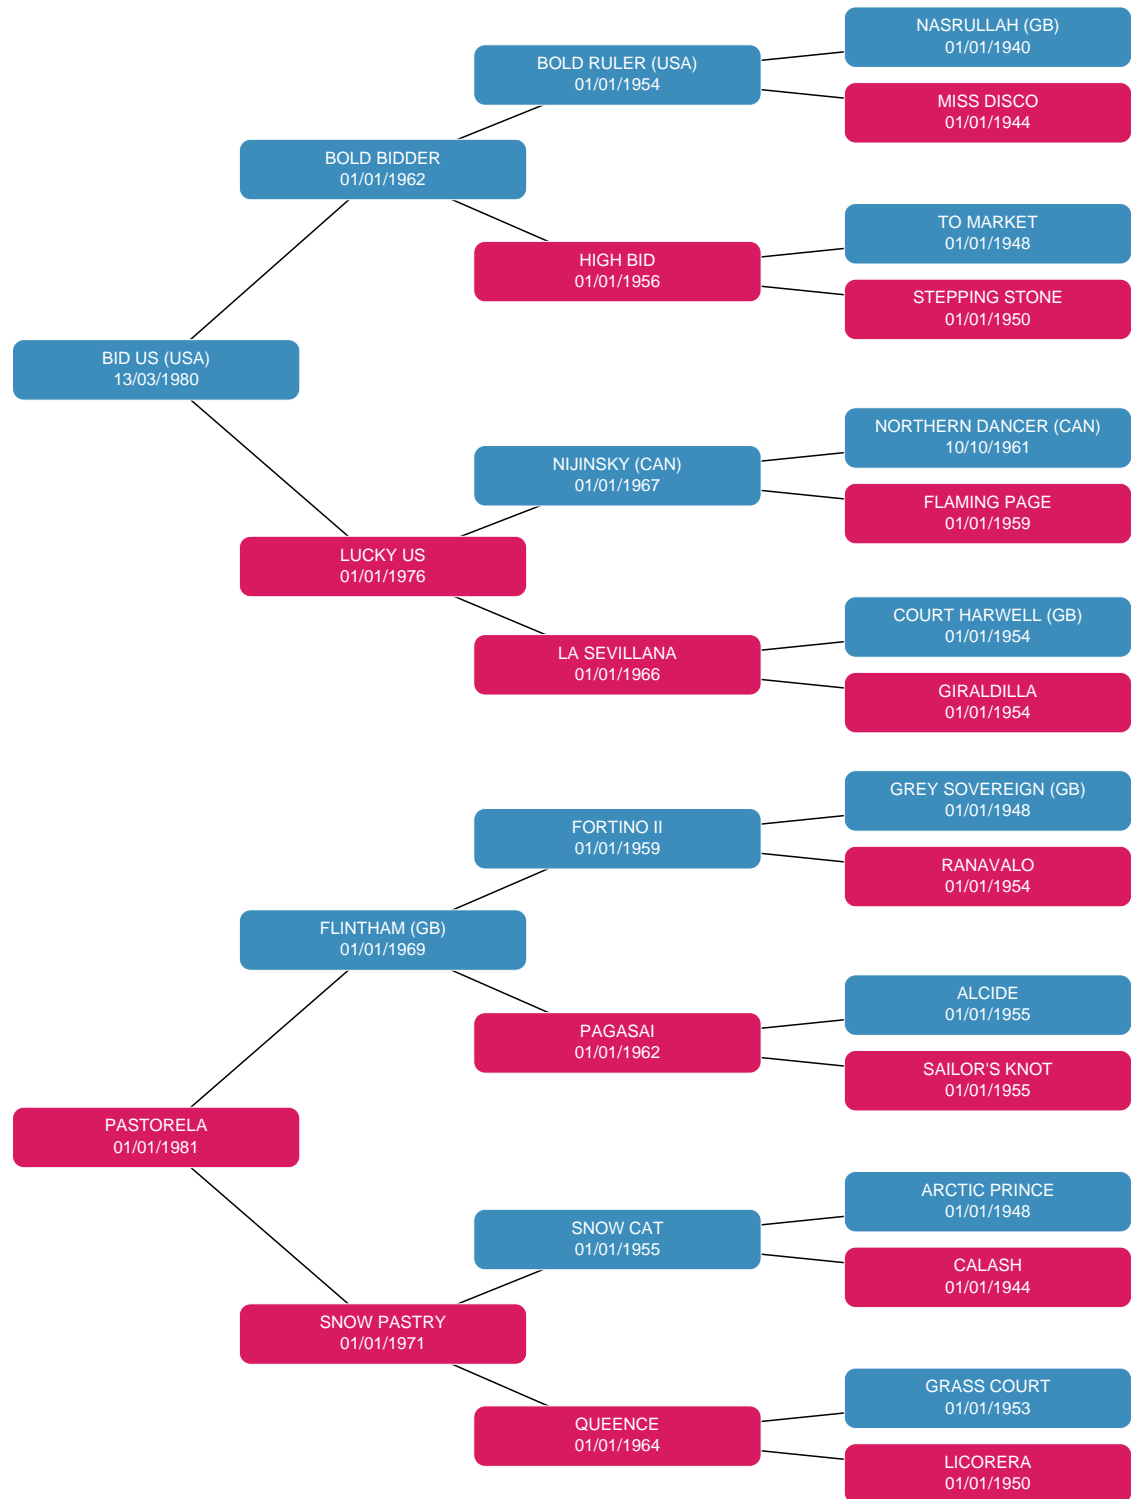 NASRULLAH (GB)
01/01/1940
BOLD RULER (USA)
01/01/1954
MISS DISCO
01/01/1944
BOLD BIDDER
01/01/1962
TO MARKET
01/01/1948
HIGH BID
01/01/1956
STEPPING STONE
01/01/1950
BID US (USA)
13/03/1980
NORTHERN DANCER (CAN)
10/10/1961
NIJINSKY (CAN)
01/01/1967
FLAMING PAGE
01/01/1959
LUCKY US
01/01/1976
COURT HARWELL (GB)
01/01/1954
LA SEVILLANA
01/01/1966
GIRALDILLA
01/01/1954
GREY SOVEREIGN (GB)
01/01/1948
FORTINO II
01/01/1959
RANAVALO
01/01/1954
FLINTHAM (GB)
01/01/1969
ALCIDE
01/01/1955
PAGASAI
01/01/1962
SAILOR'S KNOT
01/01/1955
PASTORELA
01/01/1981
ARCTIC PRINCE
01/01/1948
SNOW CAT
01/01/1955
CALASH
01/01/1944
SNOW PASTRY
01/01/1971
GRASS COURT
01/01/1953
QUEENCE
01/01/1964
LICORERA
01/01/1950